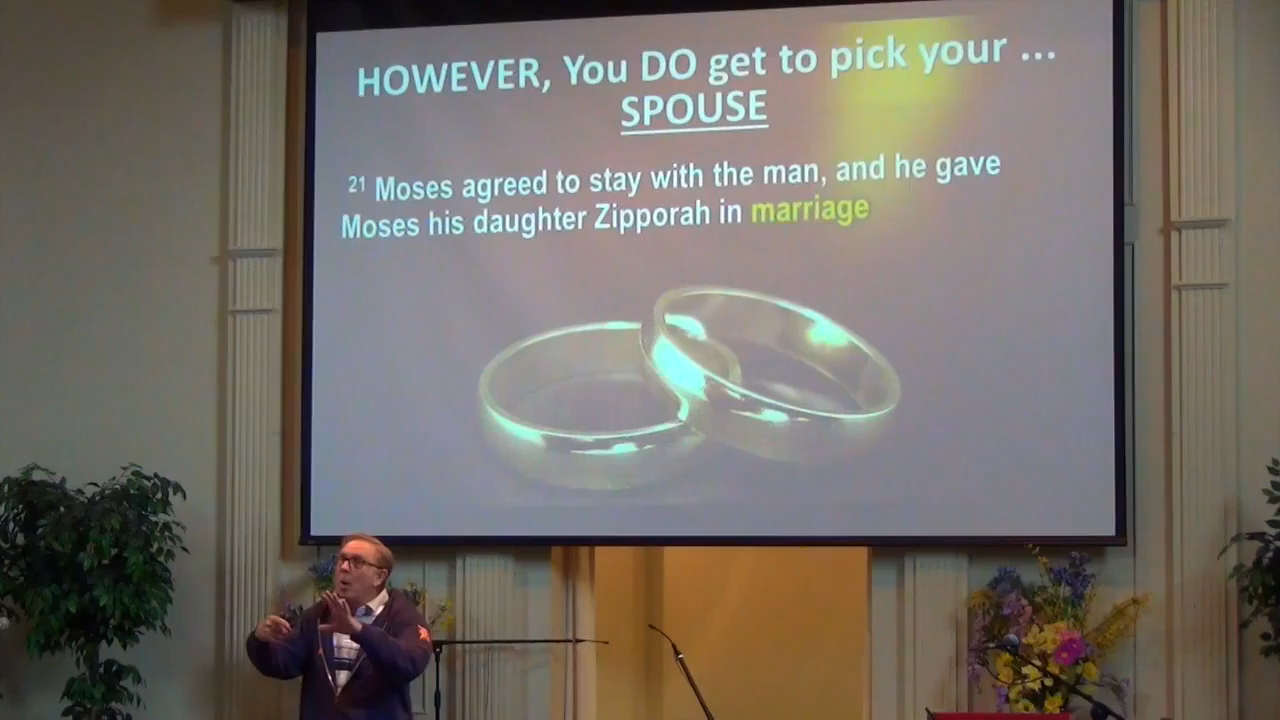 HOWEVER, You DO get to pick your ...
SPOUSE
21 Moses agreed to stay with the man, and he gave
Moses his daughter Zipporah in marriage